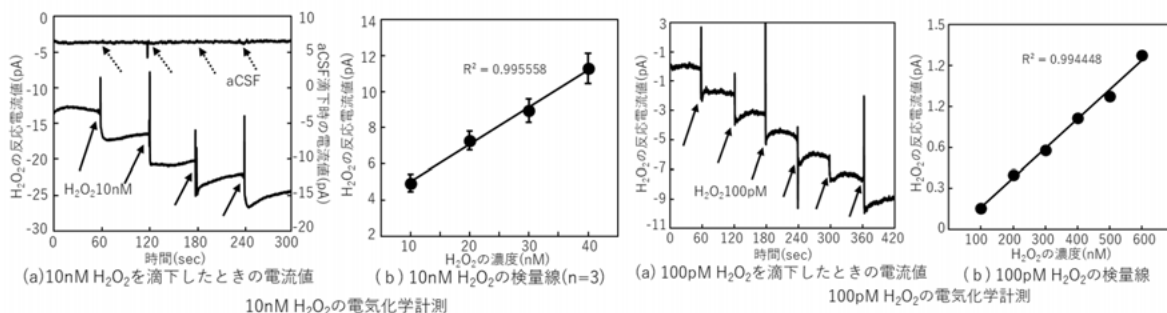 H₂O₂の反応電流値(pA)
0
-5
-10
-15
-20
-25
-30
aCSF
H₂O₂10nM
10
5
0
-5
-10
-15
-20
aCSF滴下時の電流値(pA)
0 60 120 180 240 300
時間(sec)
(a)10nM H₂O₂を滴下したときの電流値
H₂O₂の反応電流値(pA)
14
12
10
8
6
4
2
R² = 0.995558
10 20 30 40
H₂O₂の濃度(nM)
(b) 10nM H₂O₂の検量線(n=3)
10nM H₂O₂の電気化学計測
H₂O₂の反応電流値(pA)
3
1
-1
-3
-5
-7
-9
-11
H₂O₂100pM
0 60 120 180 240 300 360 420
時間(sec)
(a) 100pM H₂O₂を滴下したときの電流値
H₂O₂の反応電流値(pA)
1.5
1.2
1.2
0.6
0.3
0
R² = 0.994448
100 200 300 400 500 600
H₂O₂の濃度(nM)
(b) 100pM H₂O₂の検量線
100pM H₂O₂の電気化学計測